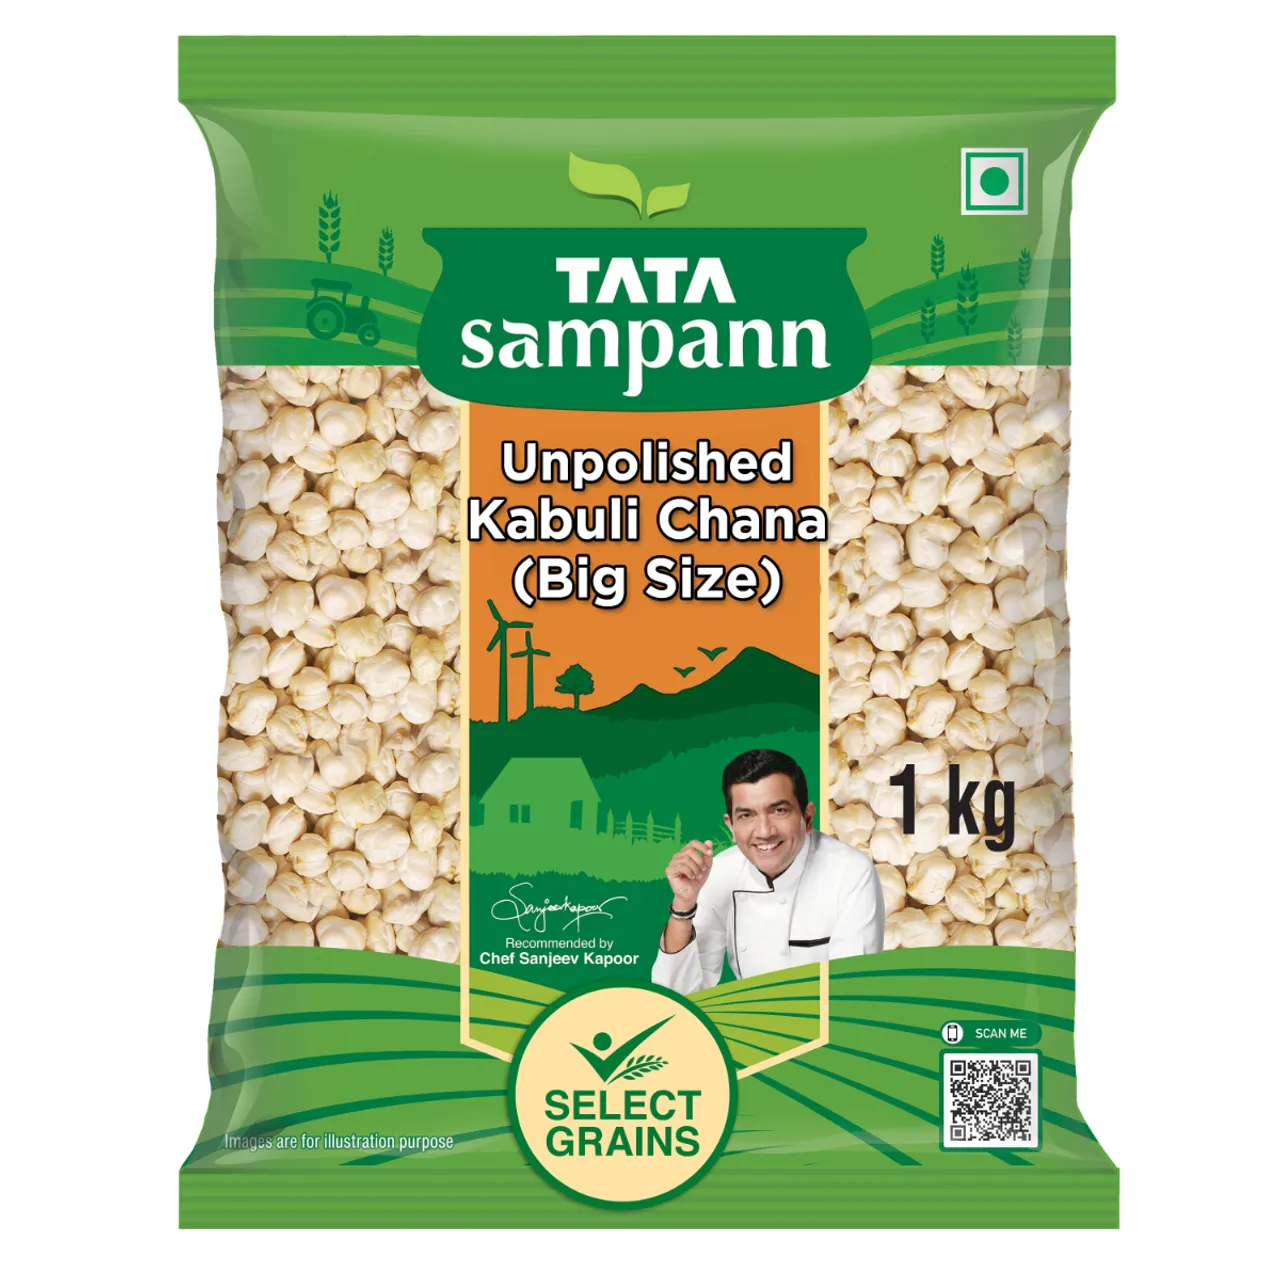 TATA
sampann
Unpolished
Kabuli Chana
(Big Size)
1 kg
Sanjeevkapoor
Recommended by
Chef Sanjeev Kapoor
SCAN ME
SELECT
GRAINS
Images are for illustration purpose